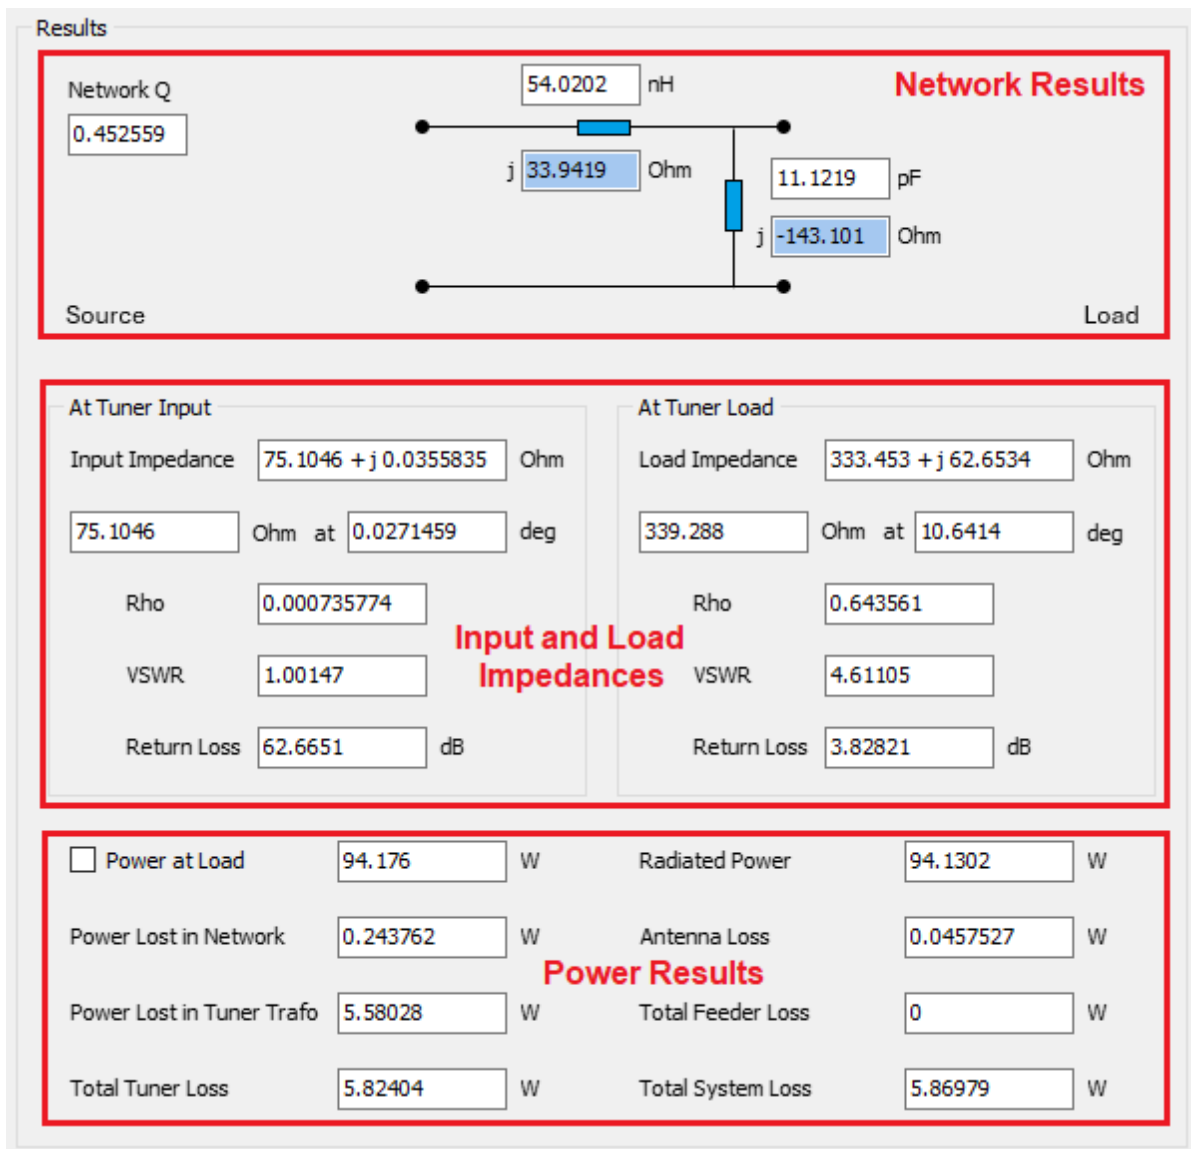 Results
Network Results
Network Q
0.452559
54.0202 nH
j 33.9419 Ohm
11.1219 pF
j -143.101 Ohm
Source
Load
At Tuner Input
Input Impedance 75.1046 + j 0.0355835 Ohm
75.1046 Ohm at 0.0271459 deg
Rho 0.000735774
VSWR 1.00147
Return Loss 62.6651 dB
Input and Load
Impedances
At Tuner Load
Load Impedance 333.453 + j 62.6534 Ohm
339.288 Ohm at 10.6414 deg
Rho 0.643561
VSWR 4.61105
Return Loss 3.82821 dB
Power at Load 94.176 W
Radiated Power 94.1302 W
Power Lost in Network 0.243762 W
Antenna Loss 0.0457527 W
Power Results
Power Lost in Tuner Trafo 5.58028 W
Total Feeder Loss 0 W
Total Tuner Loss 5.82404 W
Total System Loss 5.86979 W